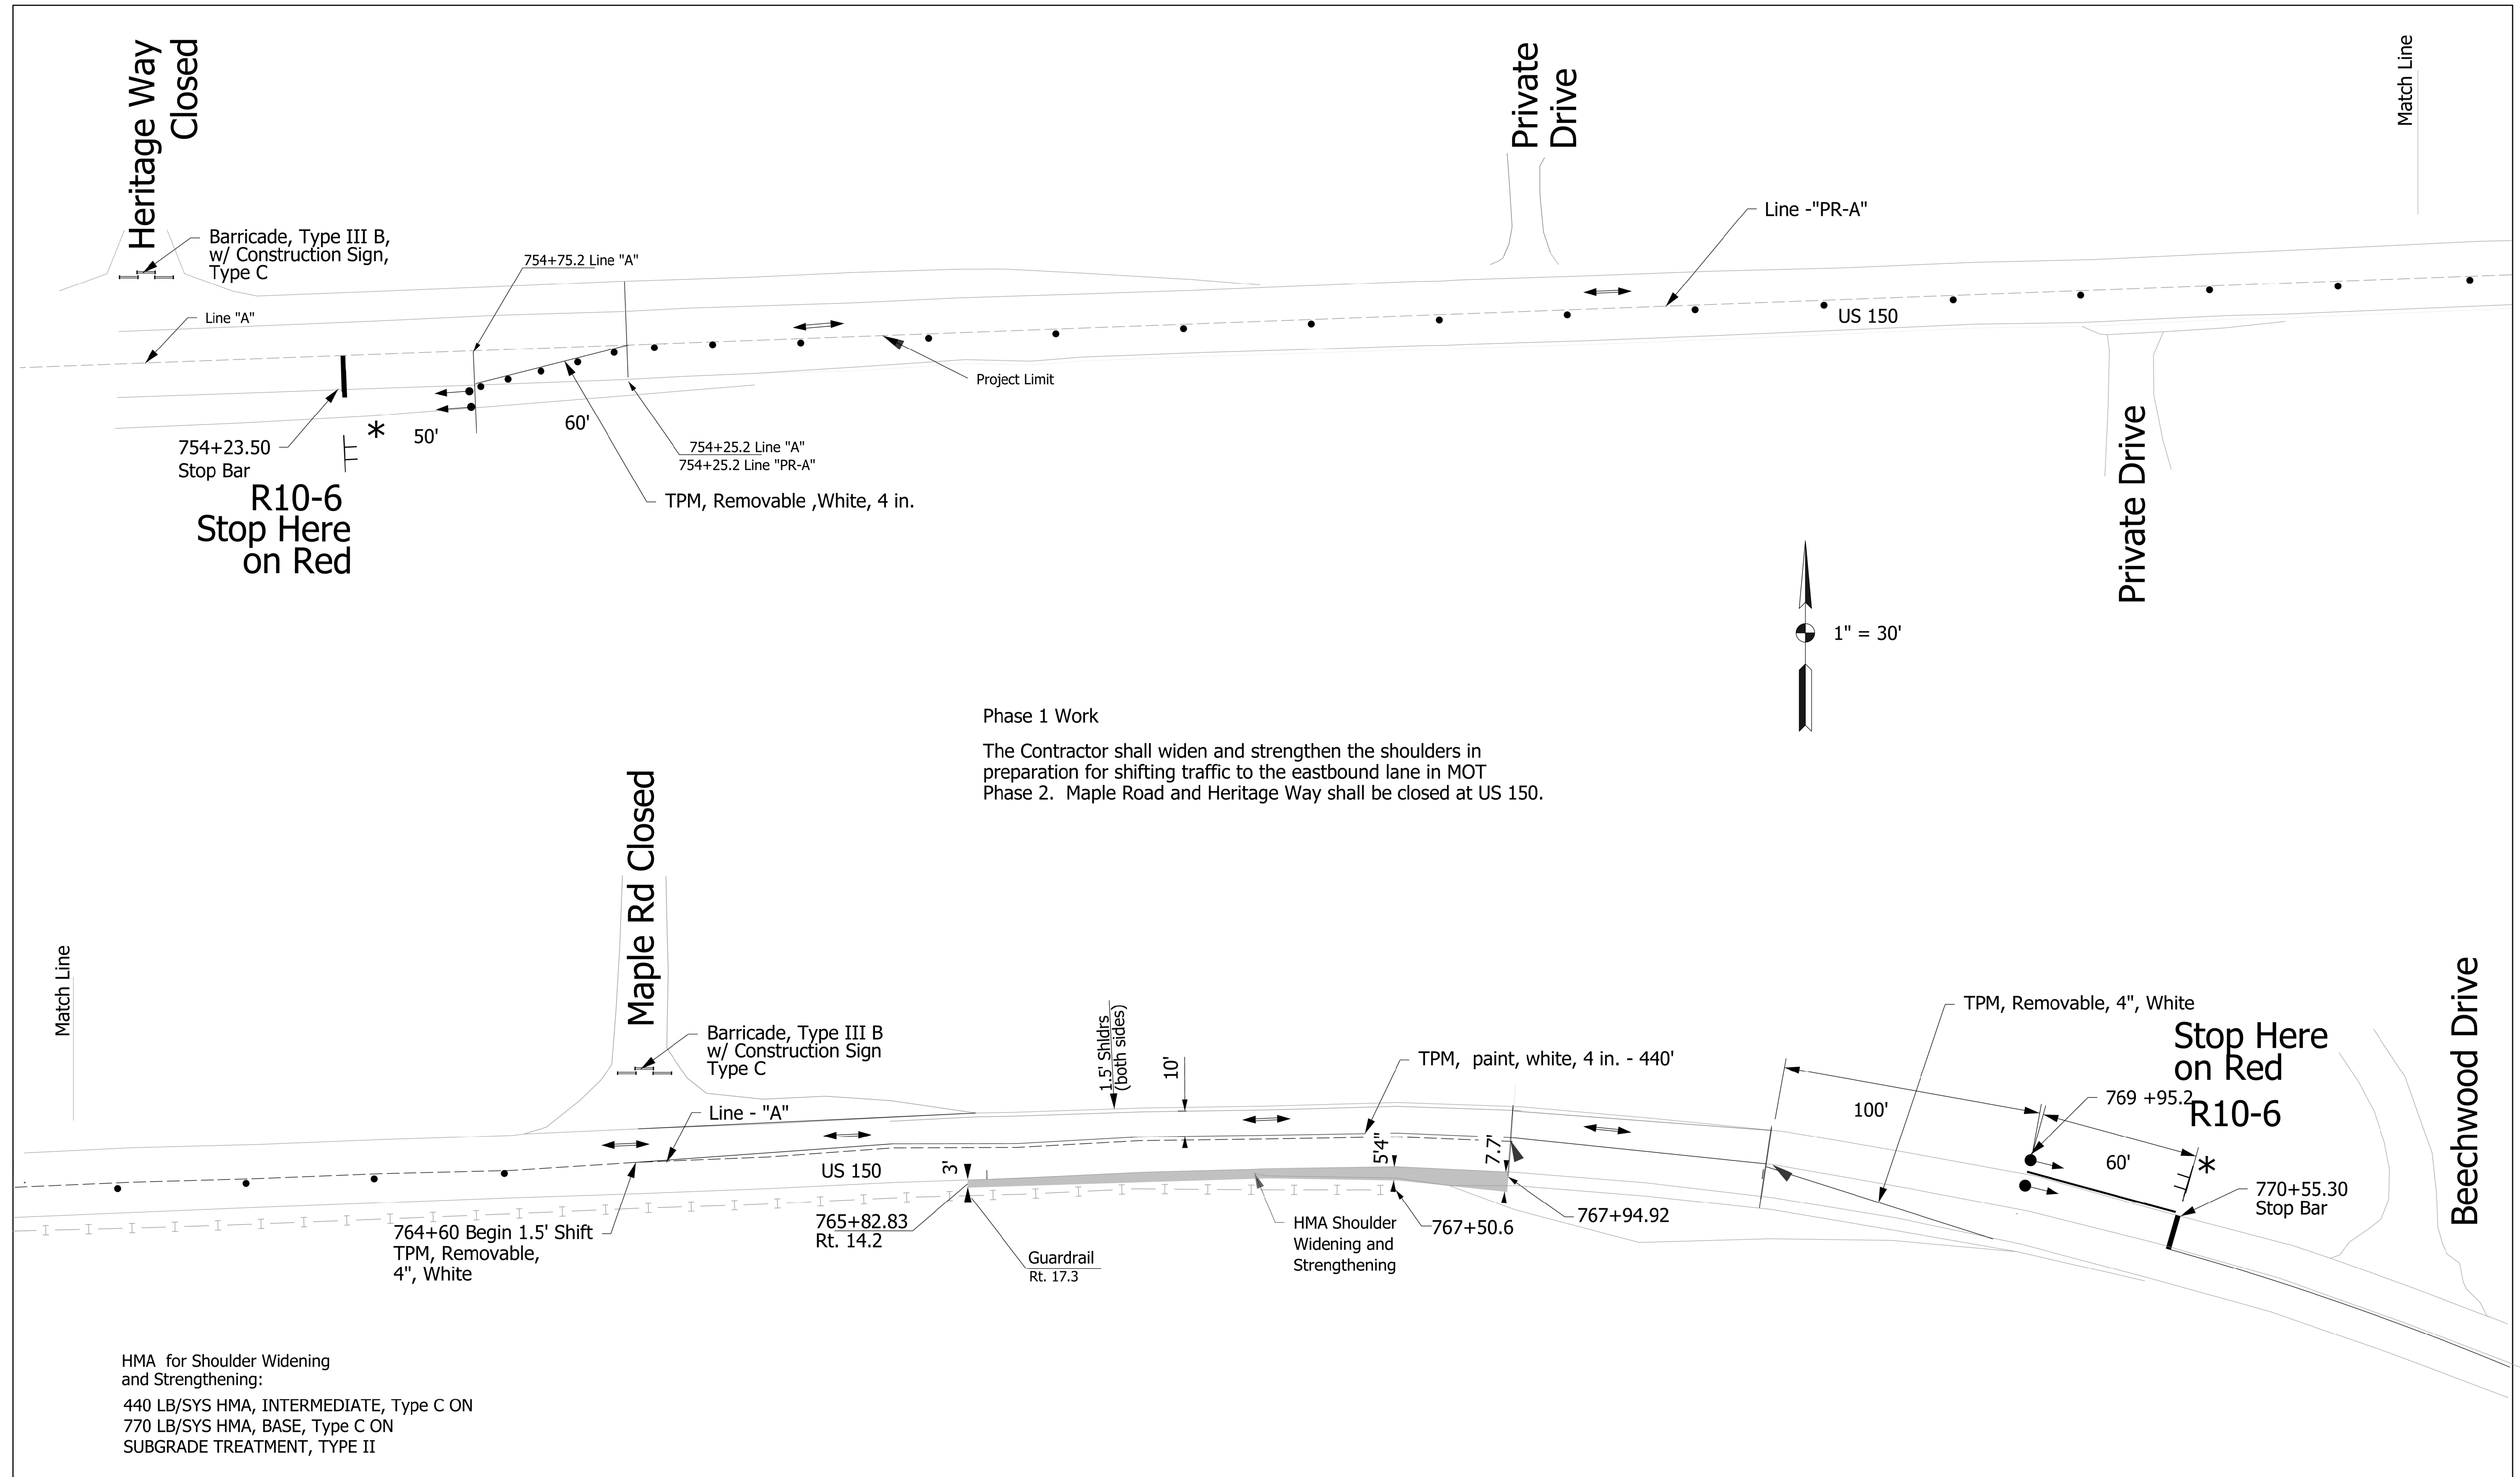 Heritage Way
Closed
Private
Drive
Match Line
Barricade, Type III B,
w/ Construction Sign,
Type C
754+75.2 Line "A"
Line -"PR-A"
Line "A"
US 150
Project Limit
754+23.50
Stop Bar
*
50'
60'
754+25.2 Line "A"
754+25.2 Line "PR-A"
R10-6
Stop Here
on Red
TPM, Removable ,White, 4 in.
Private Drive
1" = 30'
Phase 1 Work
The Contractor shall widen and strengthen the shoulders in
preparation for shifting traffic to the eastbound lane in MOT
Phase 2. Maple Road and Heritage Way shall be closed at US 150.
Match Line
Maple Rd Closed
Barricade, Type III B
w/ Construction Sign
Type C
Line - "A"
1.5' Shldrs
(both sides)
10'
TPM, paint, white, 4 in. - 440'
TPM, Removable, 4", White
Stop Here
on Red
R10-6
Beechwood Drive
100'
769 +95.2
60'
*
770+55.30
Stop Bar
US 150
3'
5'4"
7.7'
764+60 Begin 1.5' Shift
TPM, Removable,
4", White
765+82.83
Rt. 14.2
Guardrail
Rt. 17.3
HMA Shoulder
Widening and
Strengthening
767+50.6
767+94.92
HMA for Shoulder Widening
and Strengthening:
440 LB/SYS HMA, INTERMEDIATE, Type C ON
770 LB/SYS HMA, BASE, Type C ON
SUBGRADE TREATMENT, TYPE II